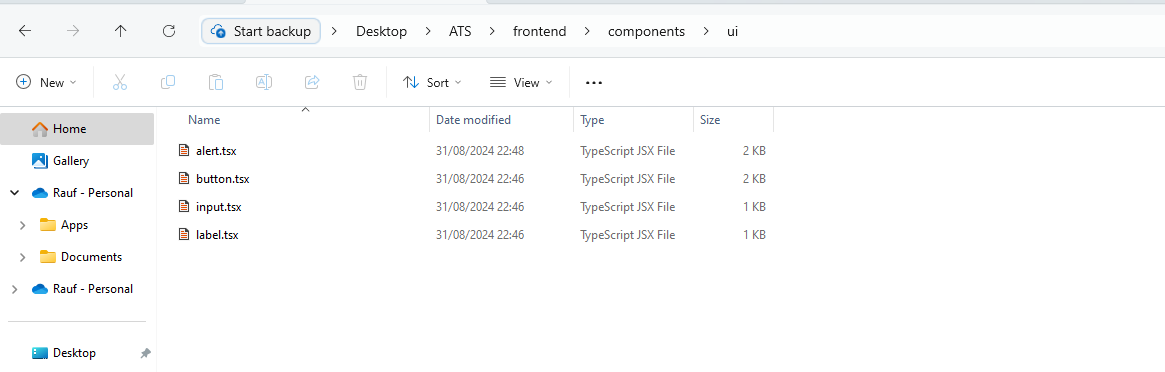 Start backup > Desktop > ATS > frontend > components > ui
New Sort View ...
Home
Gallery
Rauf - Personal
Apps
Documents
Rauf - Personal
Desktop
Name Date modified Type Size
alert.tsx 31/08/2024 22:48 TypeScript JSX File 2 KB
button.tsx 31/08/2024 22:46 TypeScript JSX File 2 KB
input.tsx 31/08/2024 22:46 TypeScript JSX File 1 KB
label.tsx 31/08/2024 22:46 TypeScript JSX File 1 KB